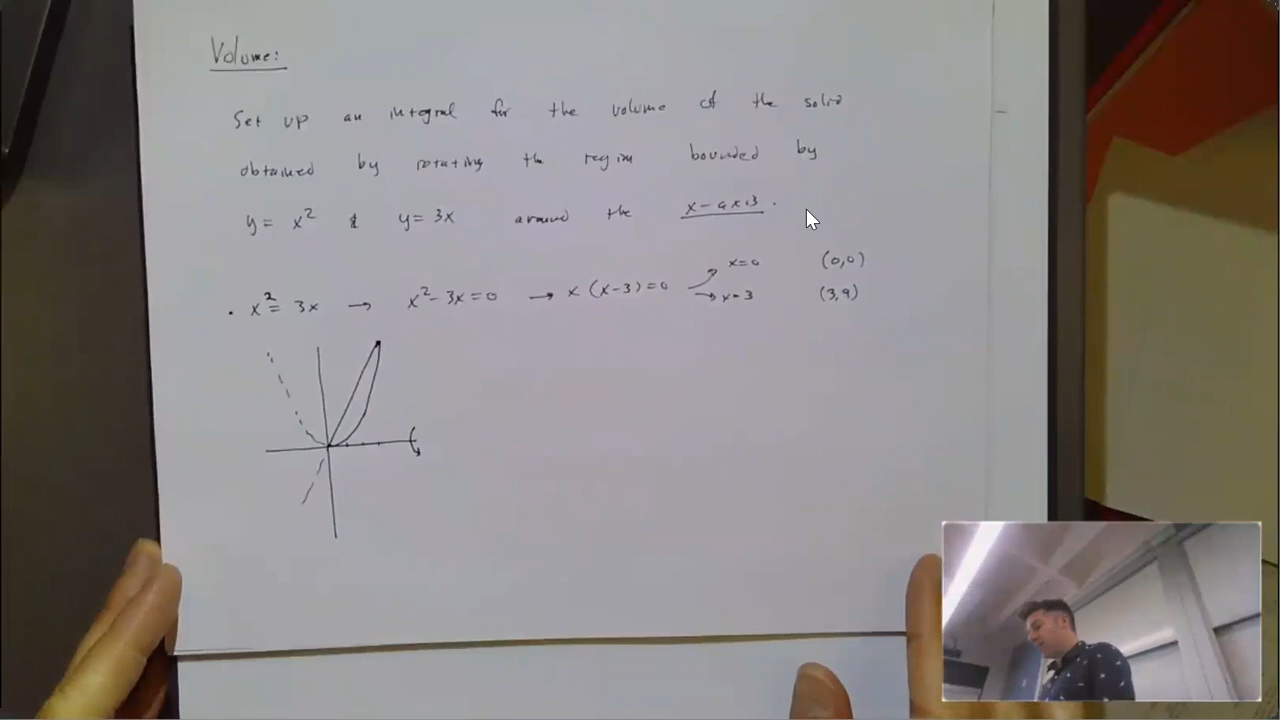 Volume:
Set up an integral for the volume of the solid
obtained by rotating the region bounded by
y = x² & y = 3x around the x-axis.
• x² = 3x → x² - 3x = 0 → x (x-3) = 0 → x=0 (0,0)
→ x=3 (3,9)